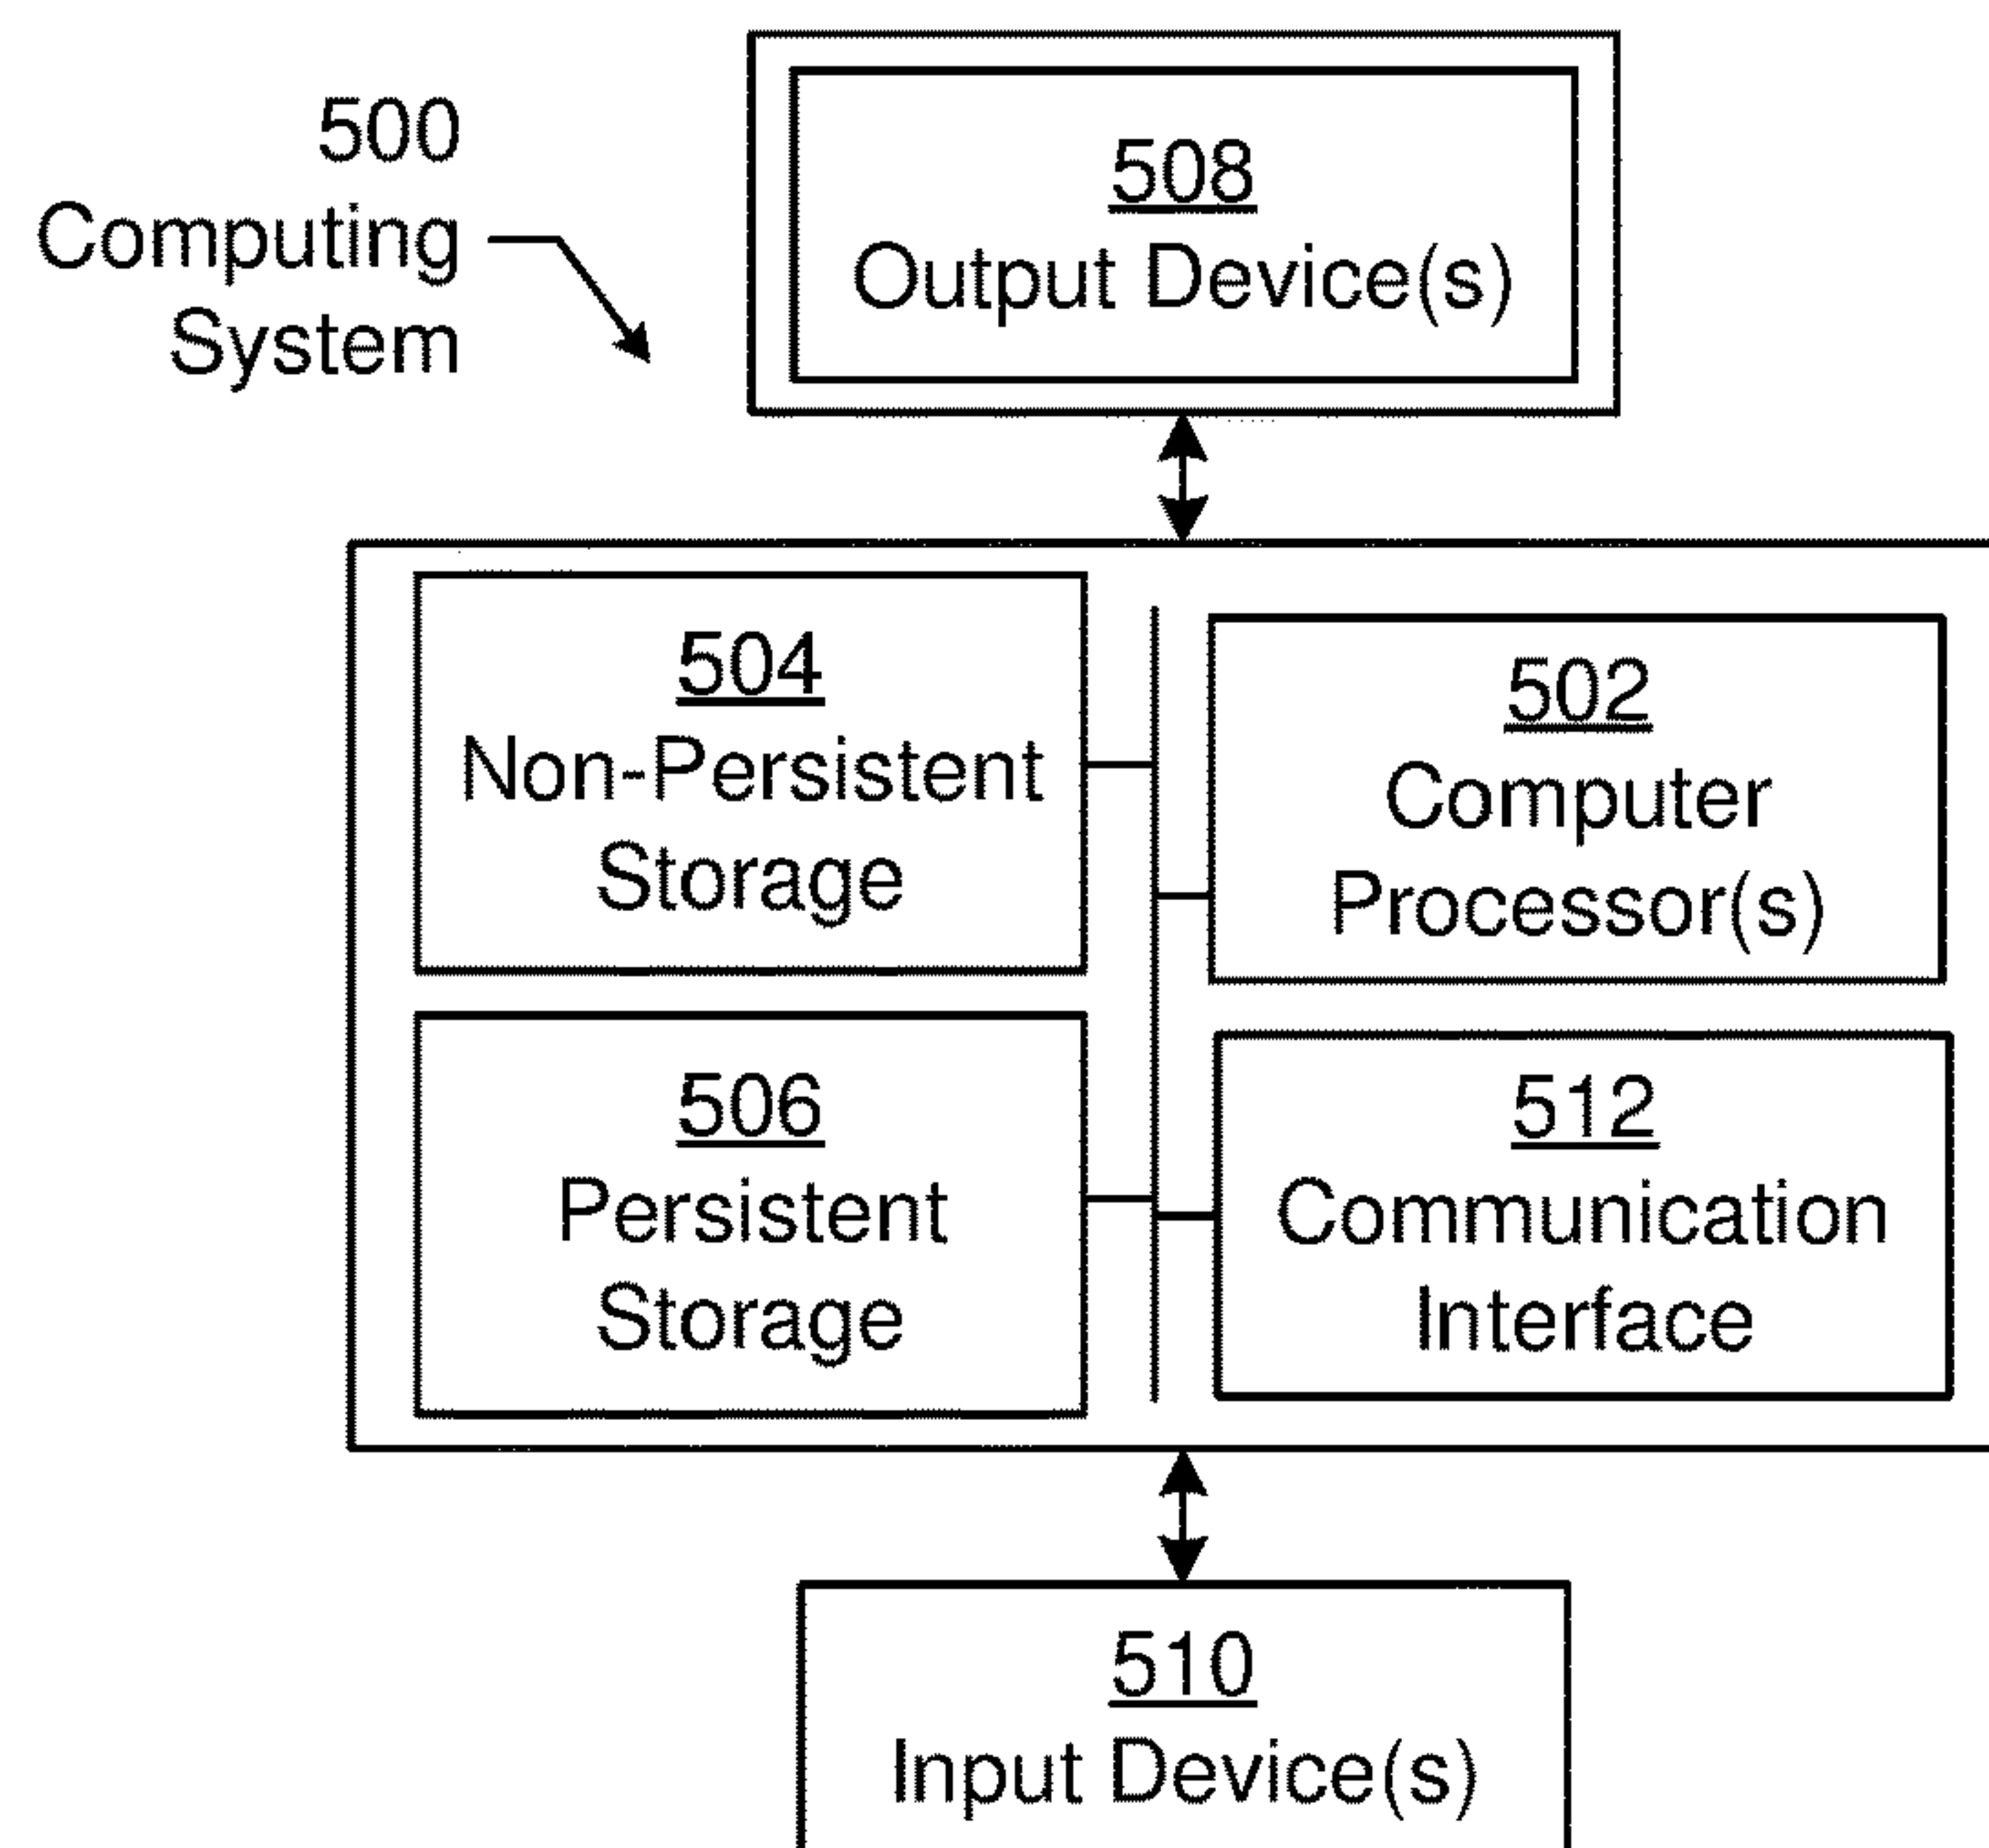 500
Computing
System
508
Output Device(s)
504
Non-Persistent
Storage
502
Computer
Processor(s)
506
Persistent
Storage
512
Communication
Interface
510
Input Device(s)